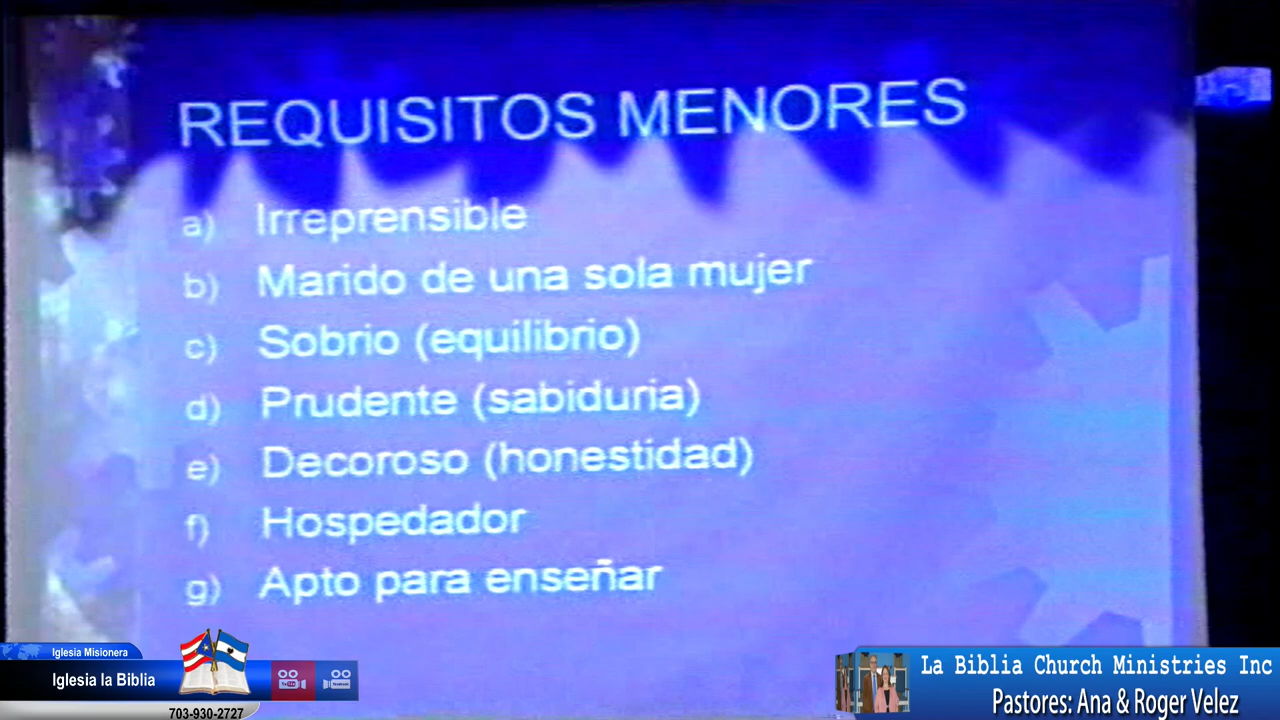 REQUISITOS MENORES
a) Irreprensible
b) Marido de una sola mujer
c) Sobrio (equilibrio)
d) Prudente (sabiduria)
e) Decoroso (honestidad)
f) Hospedador
g) Apto para enseñar
Iglesia Misionera
Iglesia la Biblia
703-930-2727
La Biblia Church Ministries Inc
Pastores: Ana & Roger Velez